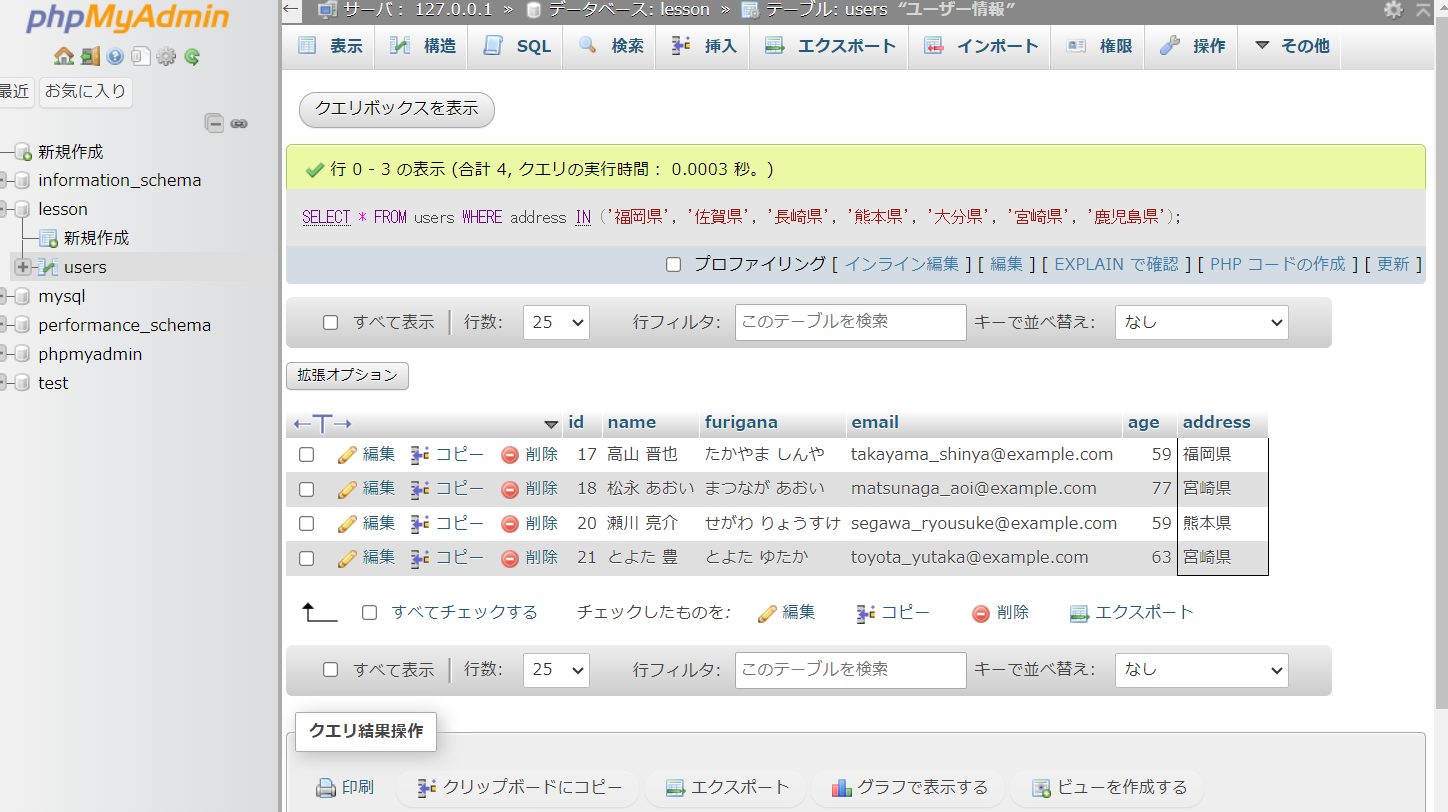 phpMyAdmin
最近 お気に入り
新規作成
information_schema
lesson
新規作成
users
mysql
performance_schema
phpmyadmin
test
サーバ: 127.0.0.1 » データベース: lesson » テーブル: users “ユーザー情報”
表示 構造 SQL 検索 挿入 エクスポート インポート 権限 操作 その他
クエリボックスを表示
行 0 - 3 の表示 (合計 4, クエリの実行時間: 0.0003 秒。)
SELECT * FROM users WHERE address IN ('福岡県', '佐賀県', '長崎県', '熊本県', '大分県', '宮崎県', '鹿児島県');
プロファイリング [ インライン編集 ] [ 編集 ] [ EXPLAIN で確認 ] [ PHP コードの作成 ] [ 更新 ]
すべて表示 行数: 25 行フィルタ: このテーブルを検索 キーで並べ替え: なし
拡張オプション
←T→ id name furigana email age address
編集 コピー 削除 17 高山 晋也 たかやま しんや takayama_shinya@example.com 59 福岡県
編集 コピー 削除 18 松永 あおい まつなが あおい matsunaga_aoi@example.com 77 宮崎県
編集 コピー 削除 20 瀬川 亮介 せがわ りょうすけ segawa_ryousuke@example.com 59 熊本県
編集 コピー 削除 21 とよた 豊 とよた ゆたか toyota_yutaka@example.com 63 宮崎県
すべてチェックする チェックしたものを: 編集 コピー 削除 エクスポート
すべて表示 行数: 25 行フィルタ: このテーブルを検索 キーで並べ替え: なし
クエリ結果操作
印刷 クリップボードにコピー エクスポート グラフで表示する ビューを作成する